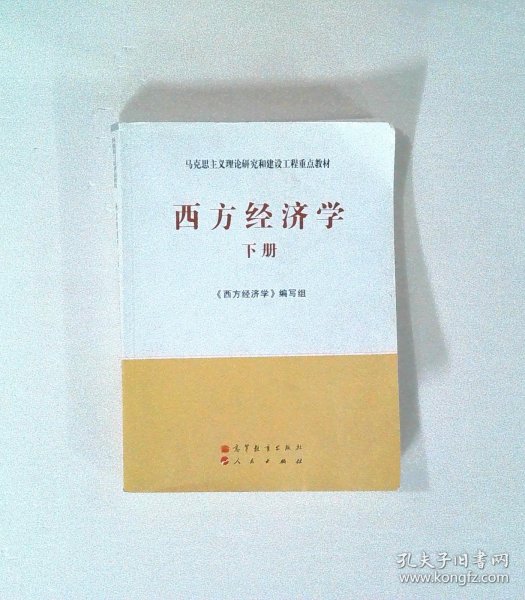 马克思主义理论研究和建设工程重点教材
西方经济学
下册
《西方经济学》编写组
高等教育出版社
人民出版社
孔夫子旧书网
www.kongfz.com